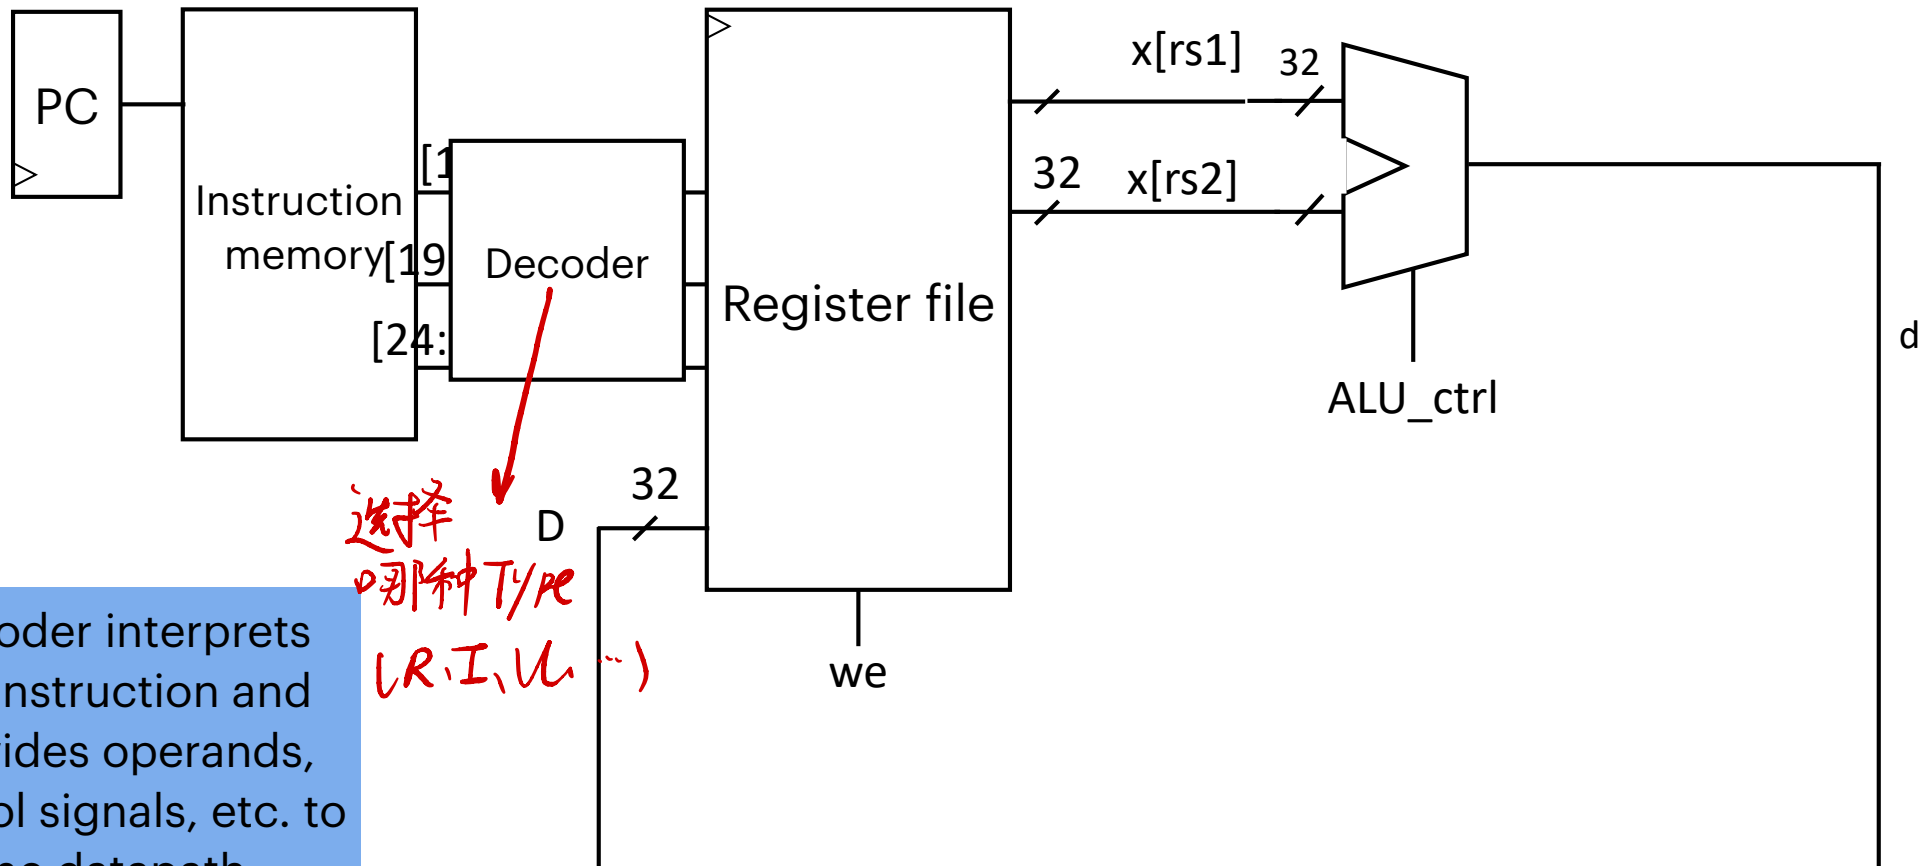 PC
Instruction
memory
[1
[19
[24:
Decoder
Register file
x[rs1]
32
32
x[rs2]
ALU_ctrl
d
32
D
we
选择
哪种Type
(R、I、U、…)
oder interprets
nstruction and
ides operands,
ol signals, etc. to
e datapath